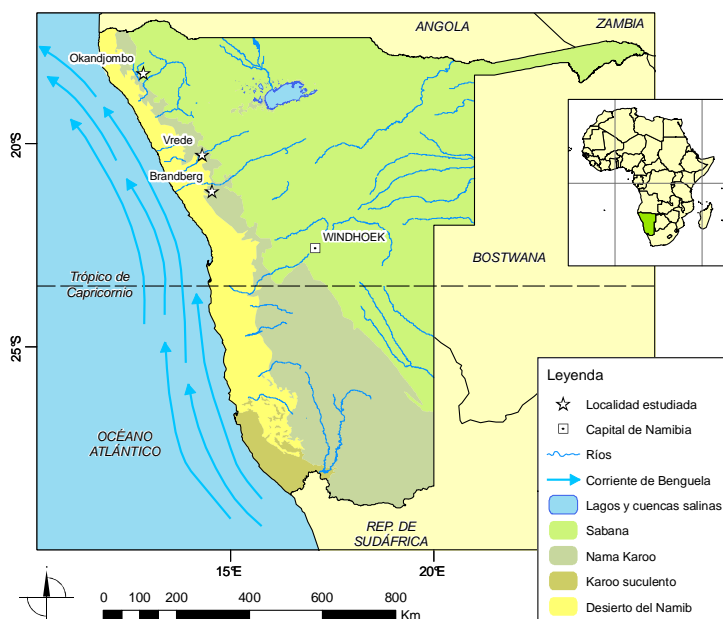 ANGOLA
ZAMBIA
Okandjombo
20°S
Vrede
Brandberg
WINDHOEK
BOSTWANA
Trópico de
Capricornio
25°S
OCÉANO
ATLÁNTICO
REP. DE
SUDÁFRICA
15°E
20°E
0 100 200 400 600 800
Km
Leyenda
Localidad estudiada
Capital de Namibia
Ríos
Corriente de Benguela
Lagos y cuencas salinas
Sabana
Nama Karoo
Karoo suculento
Desierto del Namib